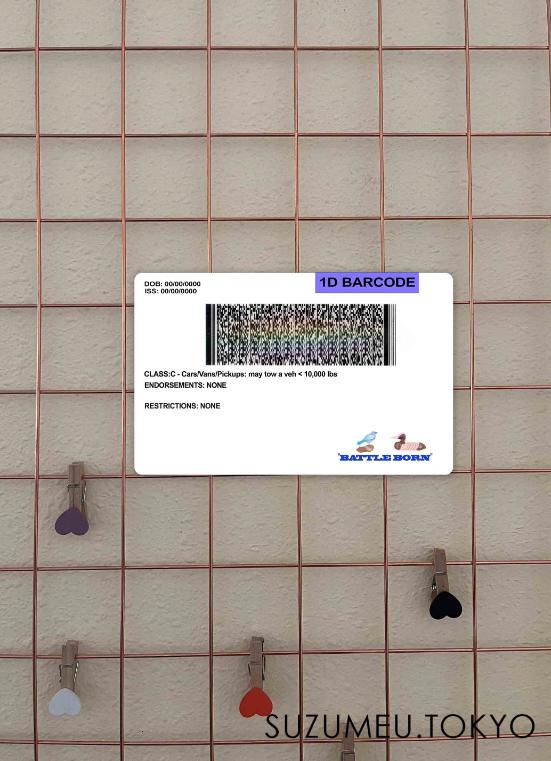 DOB: 00/00/0000
1D BARCODE
ISS: 00/00/0000
CLASS:C - Cars/Vans/Pickups: may tow a veh < 10,000 lbs
ENDORSEMENTS: NONE
RESTRICTIONS: NONE
"BATTLE BORN"
SUZUMEU.TOKYO